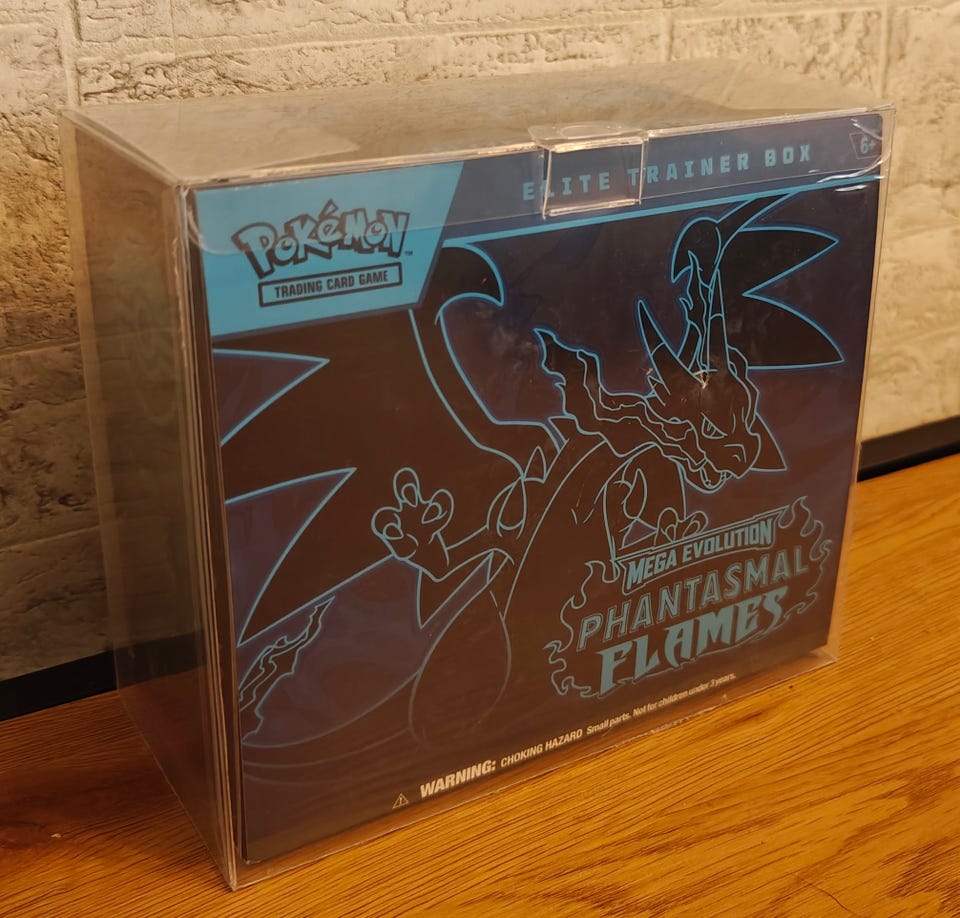 ELITE TRAINER BOX
6+
POKéMON™
TRADING CARD GAME
MEGA EVOLUTION
PHANTASMAL
FLAMES
WARNING: CHOKING HAZARD Small parts. Not for children under 3 years.